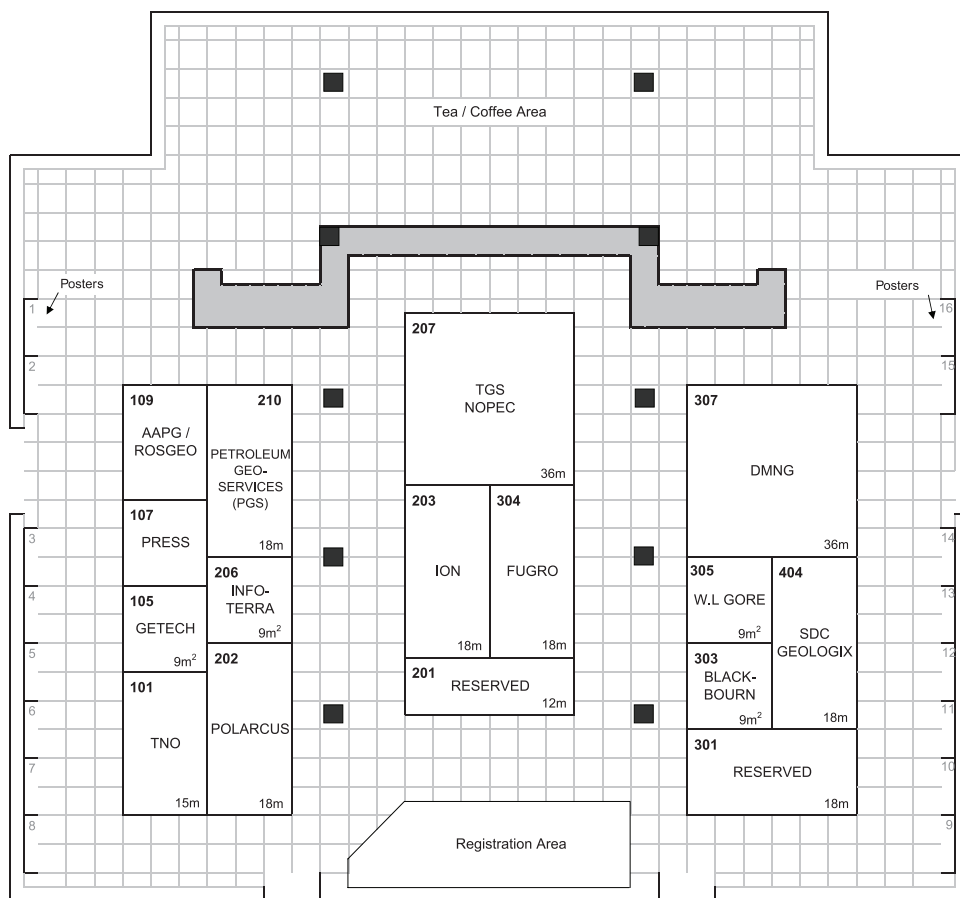 Tea / Coffee Area
Posters
Posters
1
2
3
4
5
6
7
8
16
15
14
13
12
11
10
9
109
AAPG /
ROSGEO
107
PRESS
105
GETECH
9m²
101
TNO
15m
210
PETROLEUM
GEO-
SERVICES
(PGS)
18m
206
INFO-
TERRA
9m²
202
POLARCUS
18m
207
TGS
NOPEC
36m
203
ION
18m
304
FUGRO
18m
201
RESERVED
12m
307
DMNG
36m
305
W.L GORE
9m²
404
SDC
GEOLOGIX
18m
303
BLACK-
BOURN
9m²
301
RESERVED
18m
Registration Area